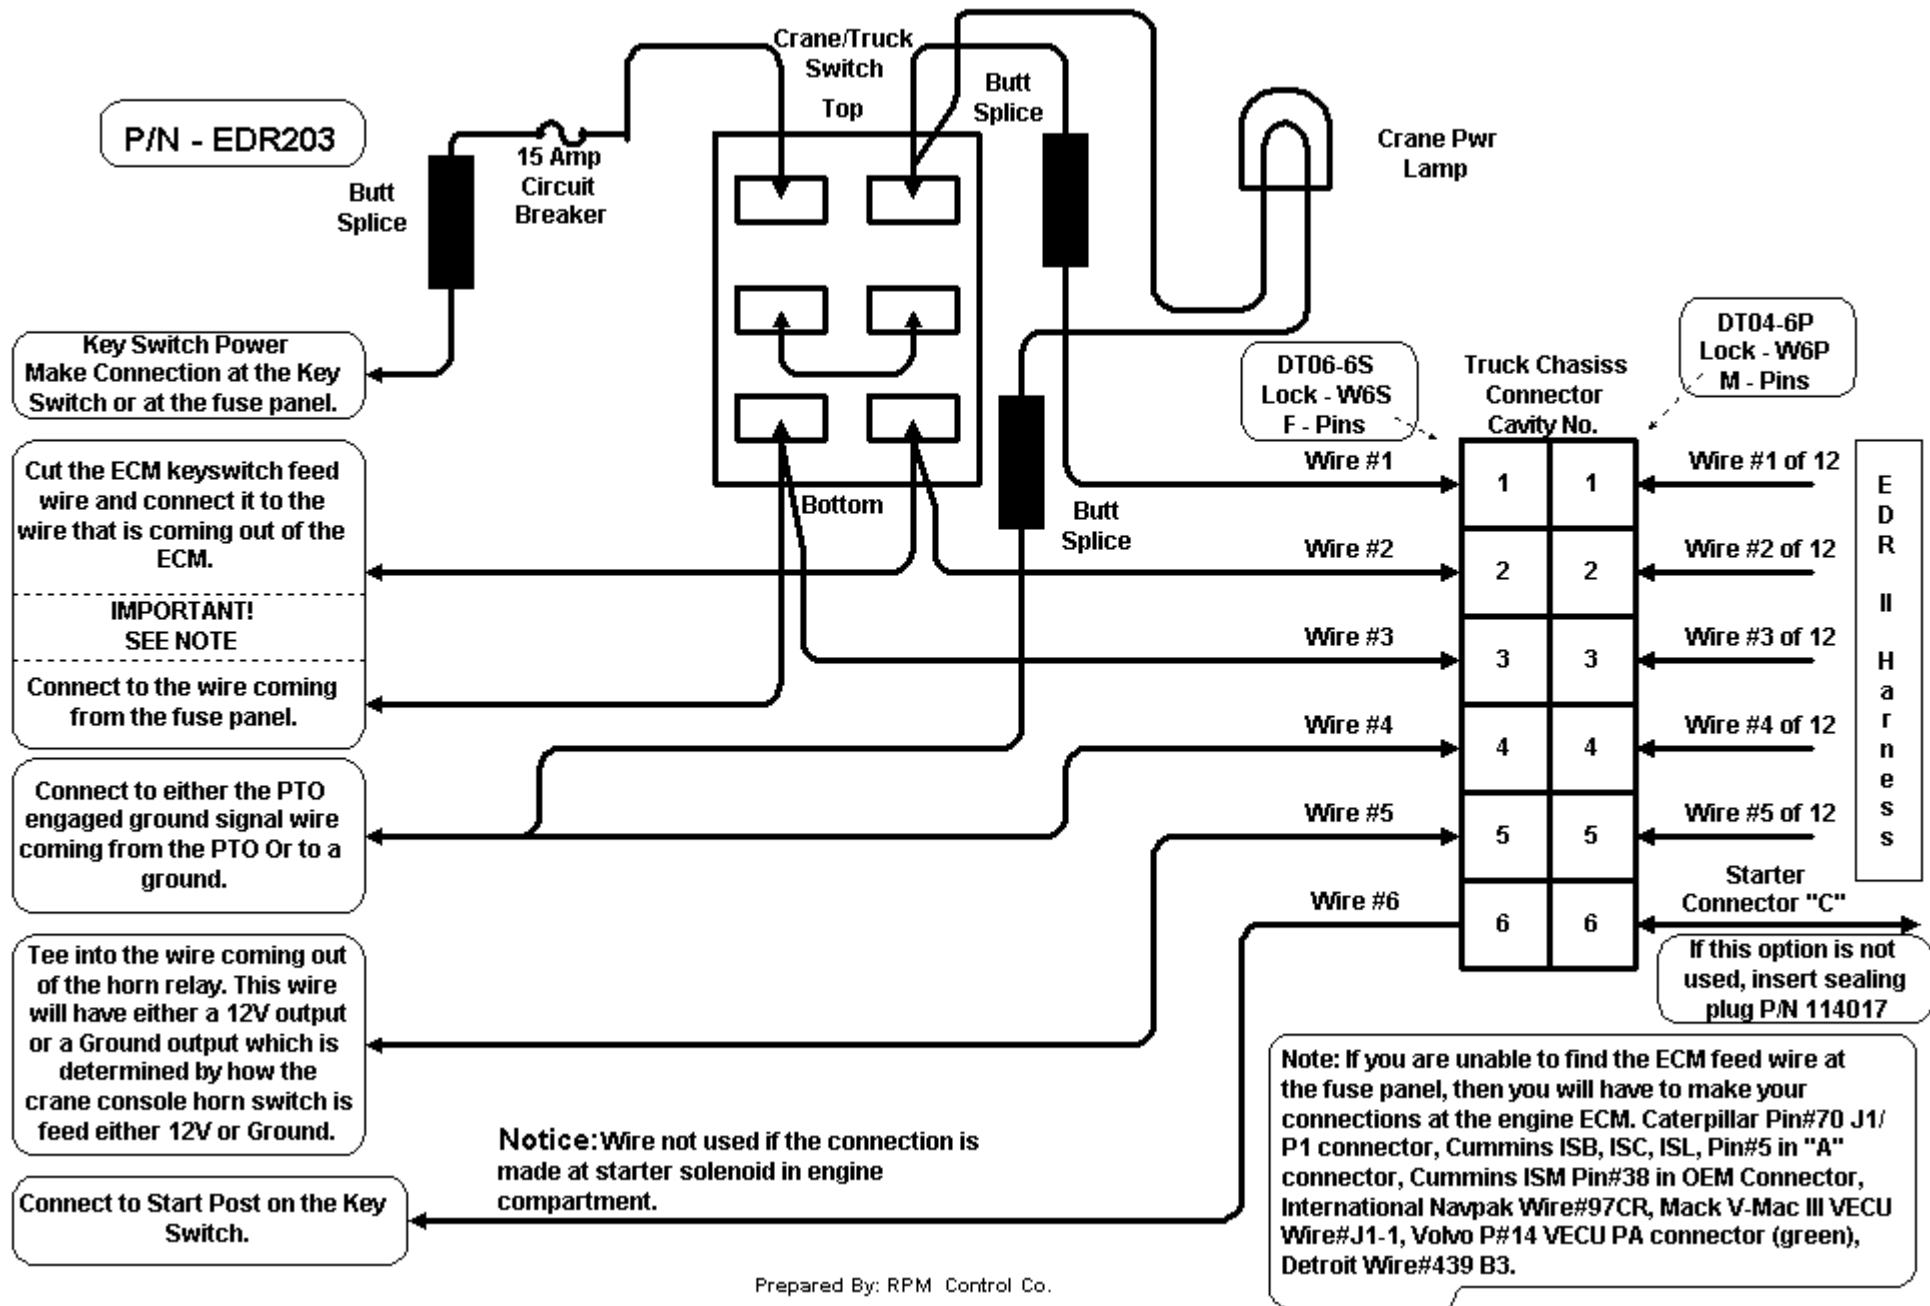 Crane/Truck
Switch
Top
P/N - EDR203
Butt
Splice
15 Amp
Circuit
Breaker
Butt
Splice
Crane Pwr
Lamp
Key Switch Power
Make Connection at the Key
Switch or at the fuse panel.
DT06-6S
Lock - W6S
F - Pins
Truck Chasiss
Connector
Cavity No.
DT04-6P
Lock - W6P
M - Pins
Cut the ECM keyswitch feed
wire and connect it to the
wire that is coming out of the
ECM.
IMPORTANT!
SEE NOTE
Connect to the wire coming
from the fuse panel.
Bottom
Butt
Splice
Wire #1
1 1
Wire #1 of 12
Wire #2
2 2
Wire #2 of 12
Wire #3
3 3
Wire #3 of 12
Wire #4
4 4
Wire #4 of 12
Wire #5
5 5
Wire #5 of 12
Wire #6
6 6
Starter
Connector "C"
EDR II Harness
If this option is not
used, insert sealing
plug P/N 114017
Connect to either the PTO
engaged ground signal wire
coming from the PTO Or to a
ground.
Tee into the wire coming out
of the horn relay. This wire
will have either a 12V output
or a Ground output which is
determined by how the
crane console horn switch is
feed either 12V or Ground.
Connect to Start Post on the Key
Switch.
Notice:Wire not used if the connection is
made at starter solenoid in engine
compartment.
Note: If you are unable to find the ECM feed wire at
the fuse panel, then you will have to make your
connections at the engine ECM. Caterpillar Pin#70 J1/
P1 connector, Cummins ISB, ISC, ISL, Pin#5 in "A"
connector, Cummins ISM Pin#38 in OEM Connector,
International Navpak Wire#97CR, Mack V-Mac III VECU
Wire#J1-1, Volvo P#14 VECU PA connector (green),
Detroit Wire#439 B3.
Prepared By: RPM Control Co.